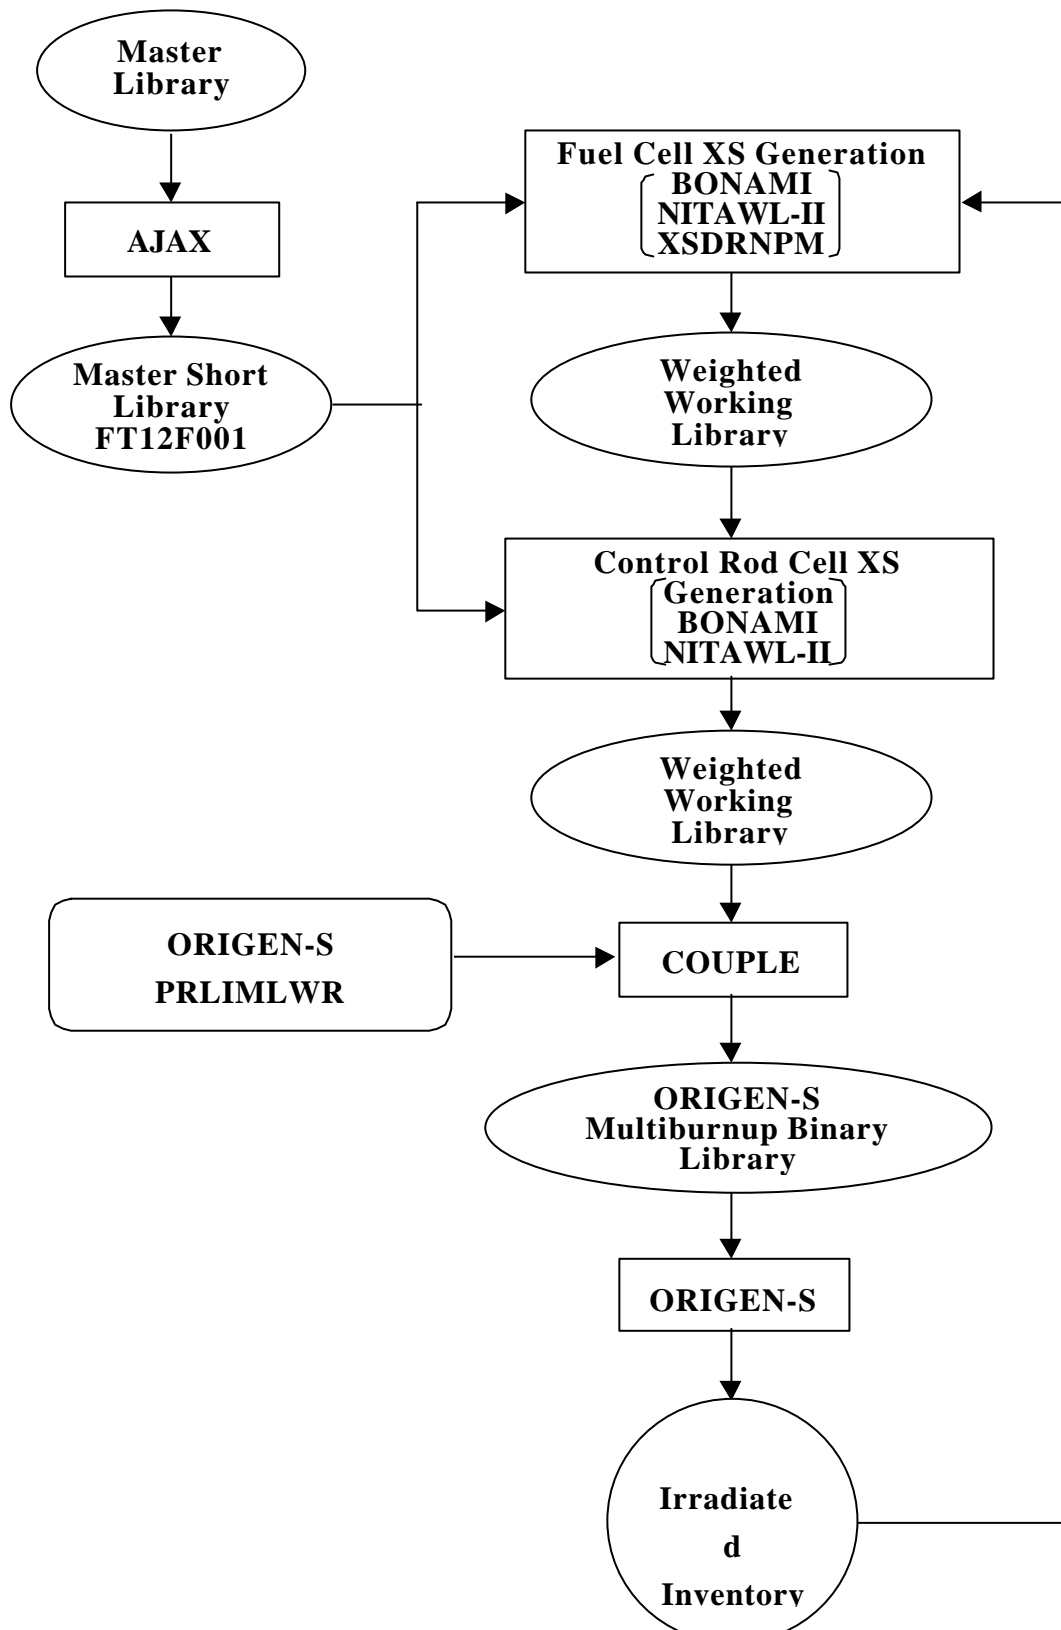 Master
Library
AJAX
Master Short
Library
FT12F001
Fuel Cell XS Generation
BONAMI
NITAWL-II
XSDRNPM
Weighted
Working
Library
Control Rod Cell XS
Generation
BONAMI
NITAWL-II
Weighted
Working
Library
ORIGEN-S
PRLIMLWR
COUPLE
ORIGEN-S
Multiburnup Binary
Library
ORIGEN-S
Irradiate
d
Inventory